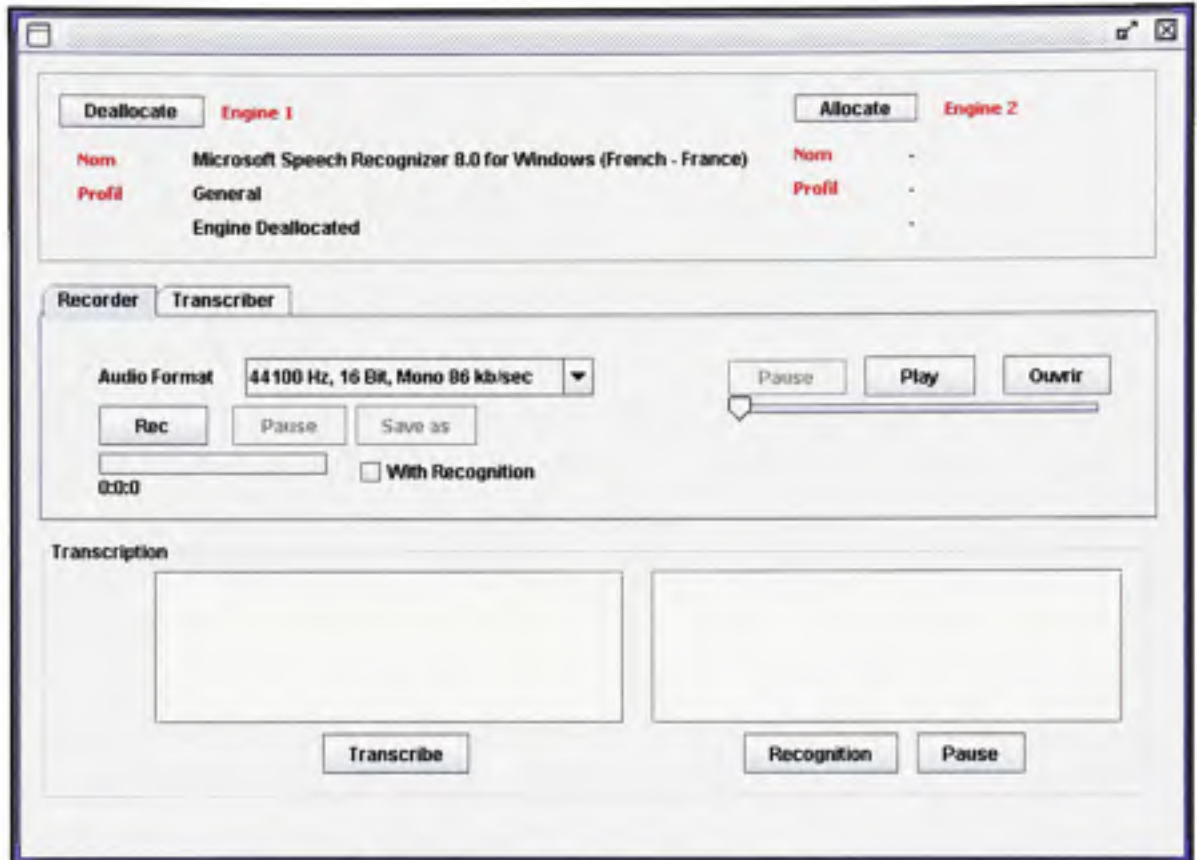 Deallocate Engine 1 Allocate Engine 2
Nom Microsoft Speech Recognizer 8.0 for Windows (French - France) Nom -
Profil General Profil -
Engine Deallocated -
Recorder Transcriber
Audio Format 44100 Hz, 16 Bit, Mono 86 kb/sec Pause Play Ouvrir
Rec Pause Save as
With Recognition
0:0:0
Transcription
Transcribe Recognition Pause